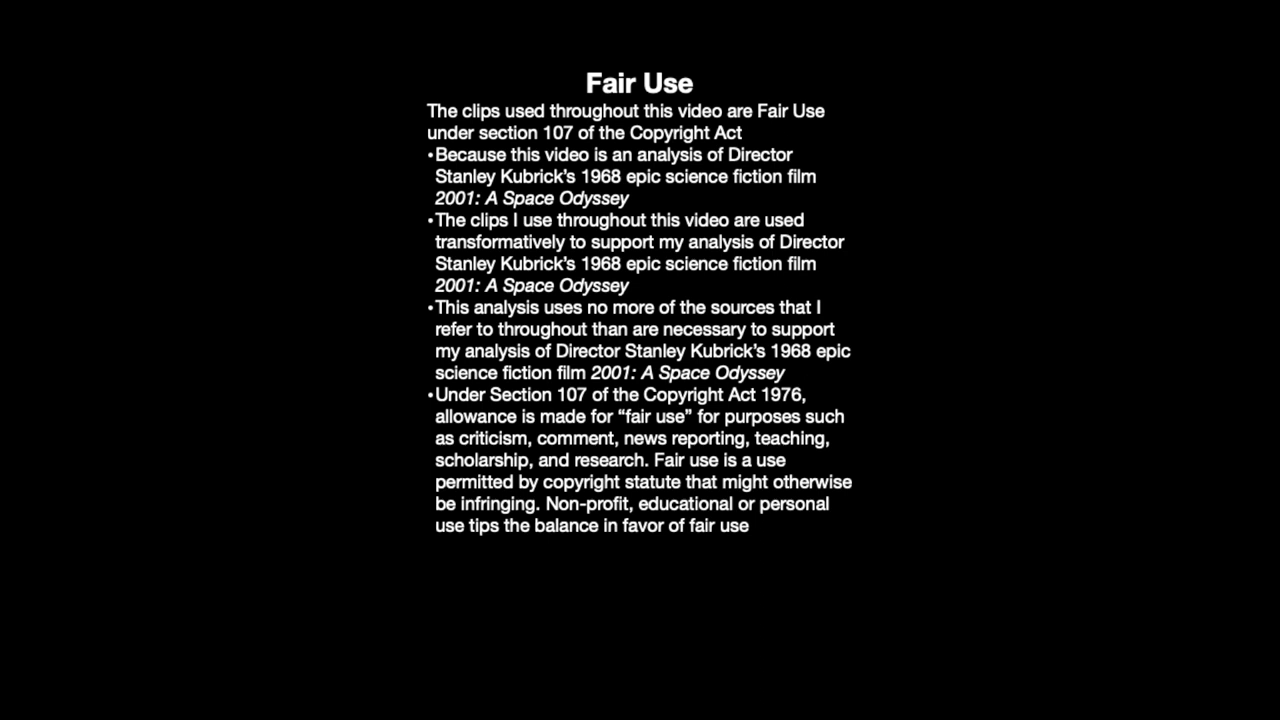 Fair Use
The clips used throughout this video are Fair Use
under section 107 of the Copyright Act
•Because this video is an analysis of Director
Stanley Kubrick’s 1968 epic science fiction film
2001: A Space Odyssey
•The clips I use throughout this video are used
transformatively to support my analysis of Director
Stanley Kubrick’s 1968 epic science fiction film
2001: A Space Odyssey
•This analysis uses no more of the sources that I
refer to throughout than are necessary to support
my analysis of Director Stanley Kubrick’s 1968 epic
science fiction film 2001: A Space Odyssey
•Under Section 107 of the Copyright Act 1976,
allowance is made for “fair use” for purposes such
as criticism, comment, news reporting, teaching,
scholarship, and research. Fair use is a use
permitted by copyright statute that might otherwise
be infringing. Non-profit, educational or personal
use tips the balance in favor of fair use